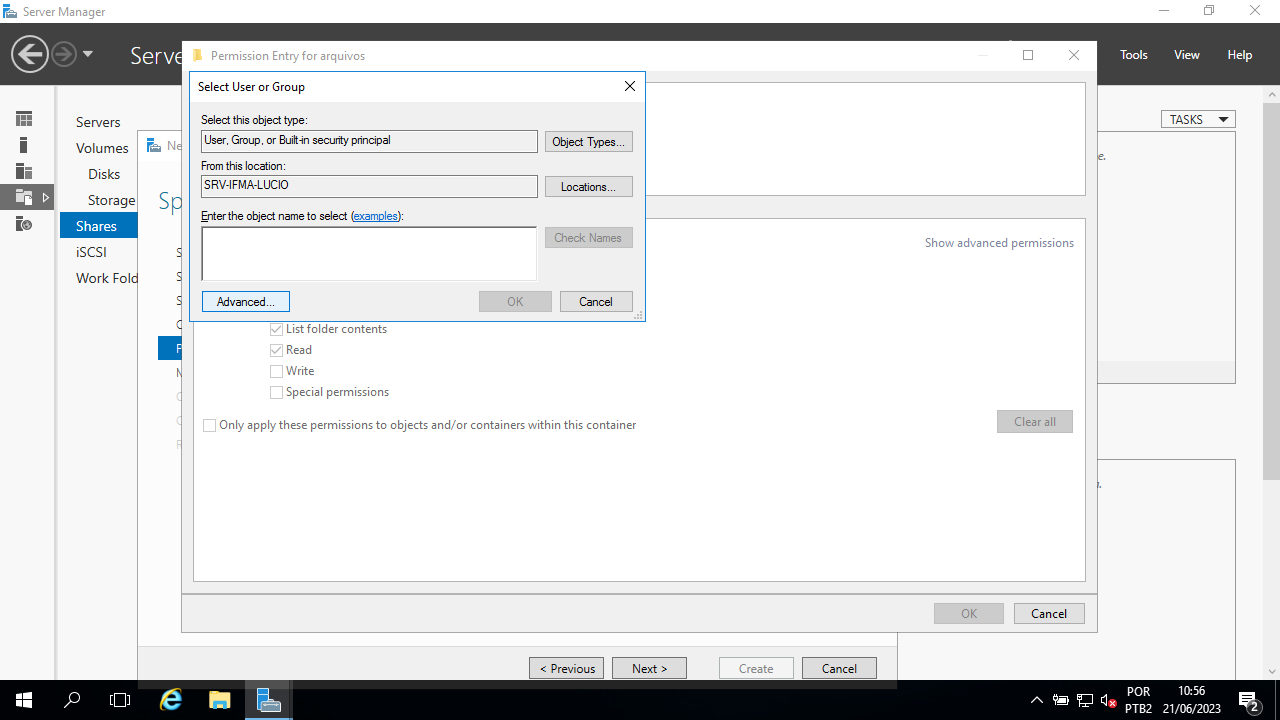 Server Manager
Serve
Tools
View
Help
Permission Entry for arquivos
Select User or Group
Select this object type:
User, Group, or Built-in security principal
Object Types...
From this location:
SRV-IFMA-LUCIO
Locations...
Enter the object name to select (examples):
Check Names
Advanced...
OK
Cancel
Show advanced permissions
List folder contents
Read
Write
Special permissions
Only apply these permissions to objects and/or containers within this container
Clear all
OK
Cancel
Servers
Volumes
Disks
Storage
Shares
iSCSI
Work Fold
Ne
Sp
TASKS
e.
< Previous
Next >
Create
Cancel
POR
PTB2
10:56
21/06/2023
2